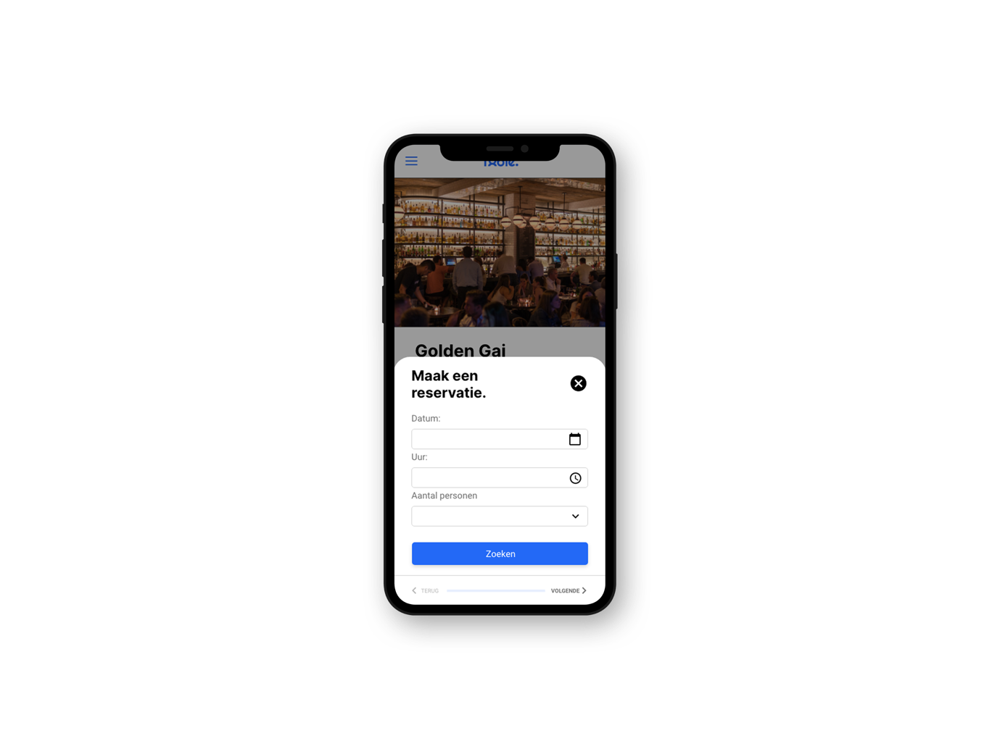 Golden Gai
Maak een
reservatie.
Datum:
Uur:
Aantal personen
Zoeken
TERUG
VOLGENDE